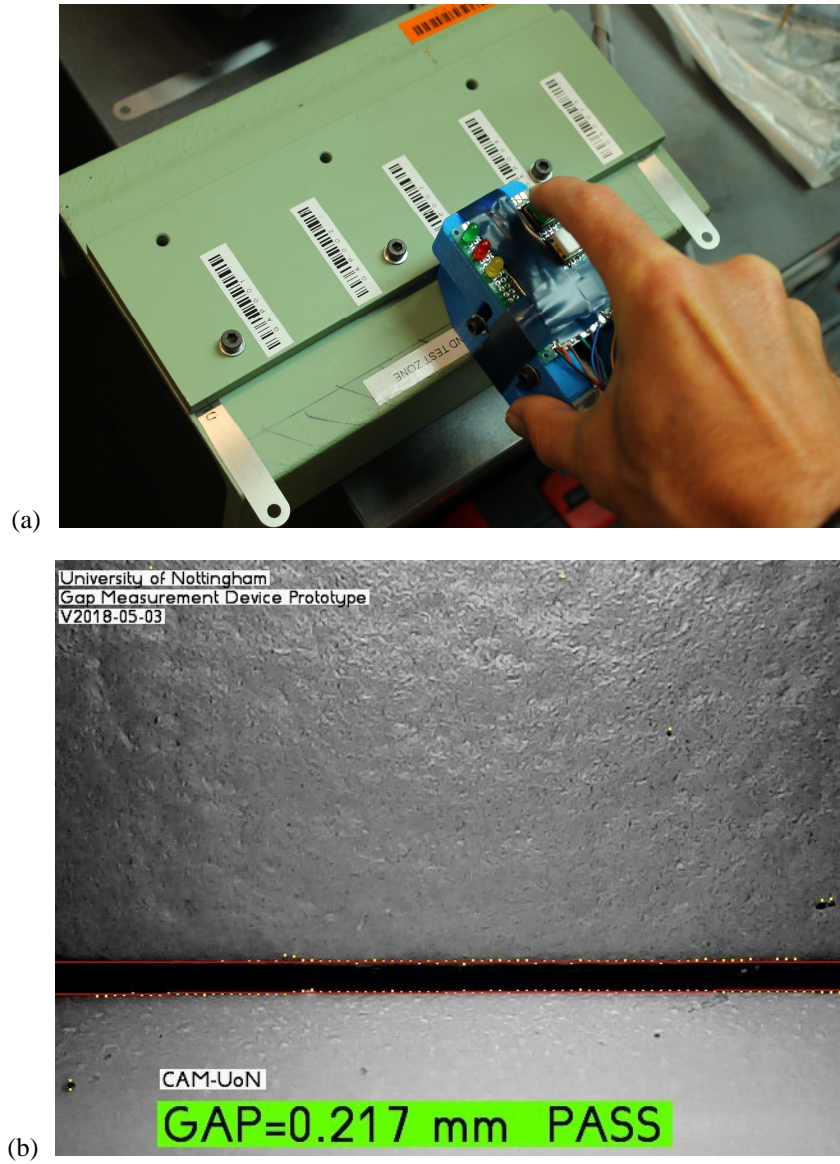 ND TEST ZONE
(a)
University of Nottingham
Gap Measurement Device Prototype
V2018-05-03
CAM-UoN
GAP=0.217 mm PASS
(b)